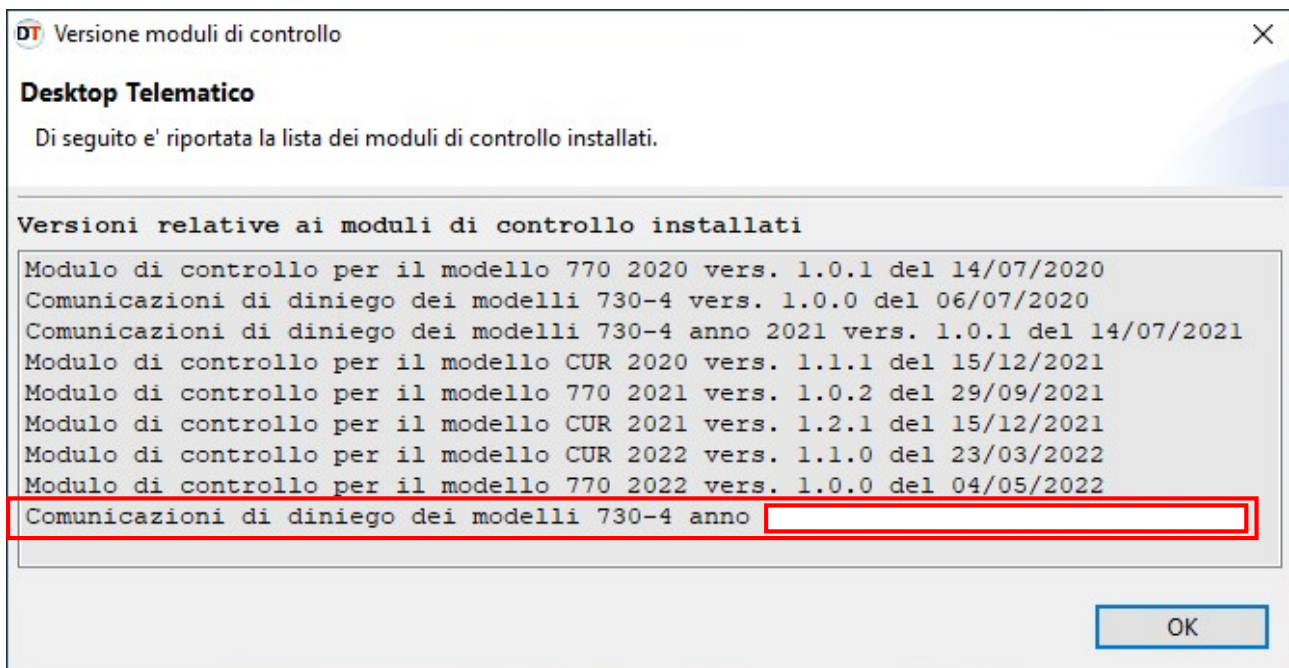 DT Versione moduli di controllo
Desktop Telematico
Di seguito e' riportata la lista dei moduli di controllo installati.
Versioni relative ai moduli di controllo installati
Modulo di controllo per il modello 770 2020 vers. 1.0.1 del 14/07/2020
Comunicazioni di diniego dei modelli 730-4 vers. 1.0.0 del 06/07/2020
Comunicazioni di diniego dei modelli 730-4 anno 2021 vers. 1.0.1 del 14/07/2021
Modulo di controllo per il modello CUR 2020 vers. 1.1.1 del 15/12/2021
Modulo di controllo per il modello 770 2021 vers. 1.0.2 del 29/09/2021
Modulo di controllo per il modello CUR 2021 vers. 1.2.1 del 15/12/2021
Modulo di controllo per il modello CUR 2022 vers. 1.1.0 del 23/03/2022
Modulo di controllo per il modello 770 2022 vers. 1.0.0 del 04/05/2022
Comunicazioni di diniego dei modelli 730-4 anno
OK